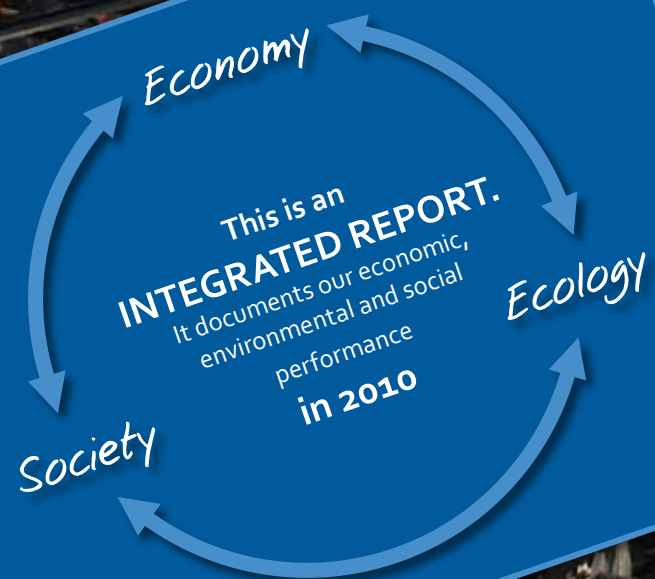 Economy
This is an
INTEGRATED REPORT.
It documents our economic,
environmental and social
performance
in 2010
Ecology
Society